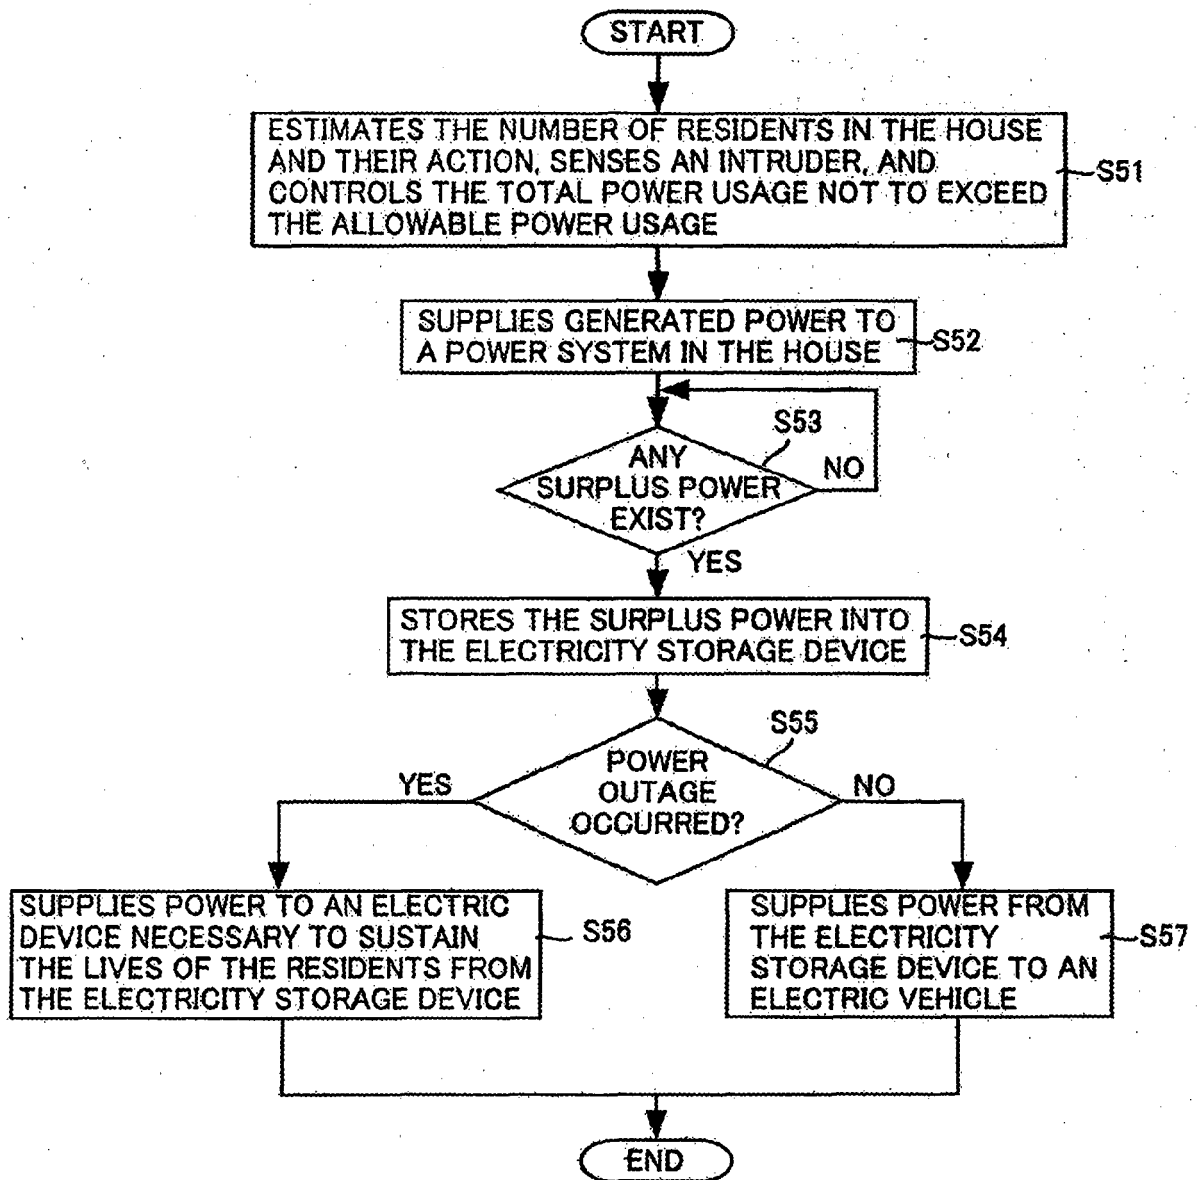 START
ESTIMATES THE NUMBER OF RESIDENTS IN THE HOUSE
AND THEIR ACTION, SENSES AN INTRUDER, AND
CONTROLS THE TOTAL POWER USAGE NOT TO EXCEED
THE ALLOWABLE POWER USAGE
S51
SUPPLIES GENERATED POWER TO
A POWER SYSTEM IN THE HOUSE
S52
S53
ANY
SURPLUS POWER
EXIST?
NO
YES
STORES THE SURPLUS POWER INTO
THE ELECTRICITY STORAGE DEVICE
S54
S55
POWER
OUTAGE
OCCURRED?
YES
NO
SUPPLIES POWER TO AN ELECTRIC
DEVICE NECESSARY TO SUSTAIN
THE LIVES OF THE RESIDENTS FROM
THE ELECTRICITY STORAGE DEVICE
S56
SUPPLIES POWER FROM
THE ELECTRICITY
STORAGE DEVICE TO AN
ELECTRIC VEHICLE
S57
END